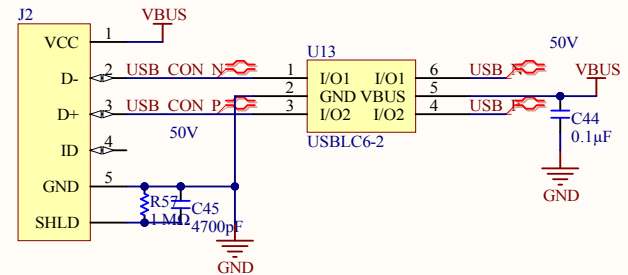 J2
VBUS
VCC
1
D-
2
USB_CON_N
D+
3
USB_CON_P
50V
ID
4
GND
5
SHLD
R57
1 MΩ
C45
4700pF
GND
U13
1
I/O1
I/O1
6
USB_N
50V
2
GND
VBUS
5
VBUS
3
I/O2
I/O2
4
USB_P
USBLC6-2
C44
0.1µF
GND